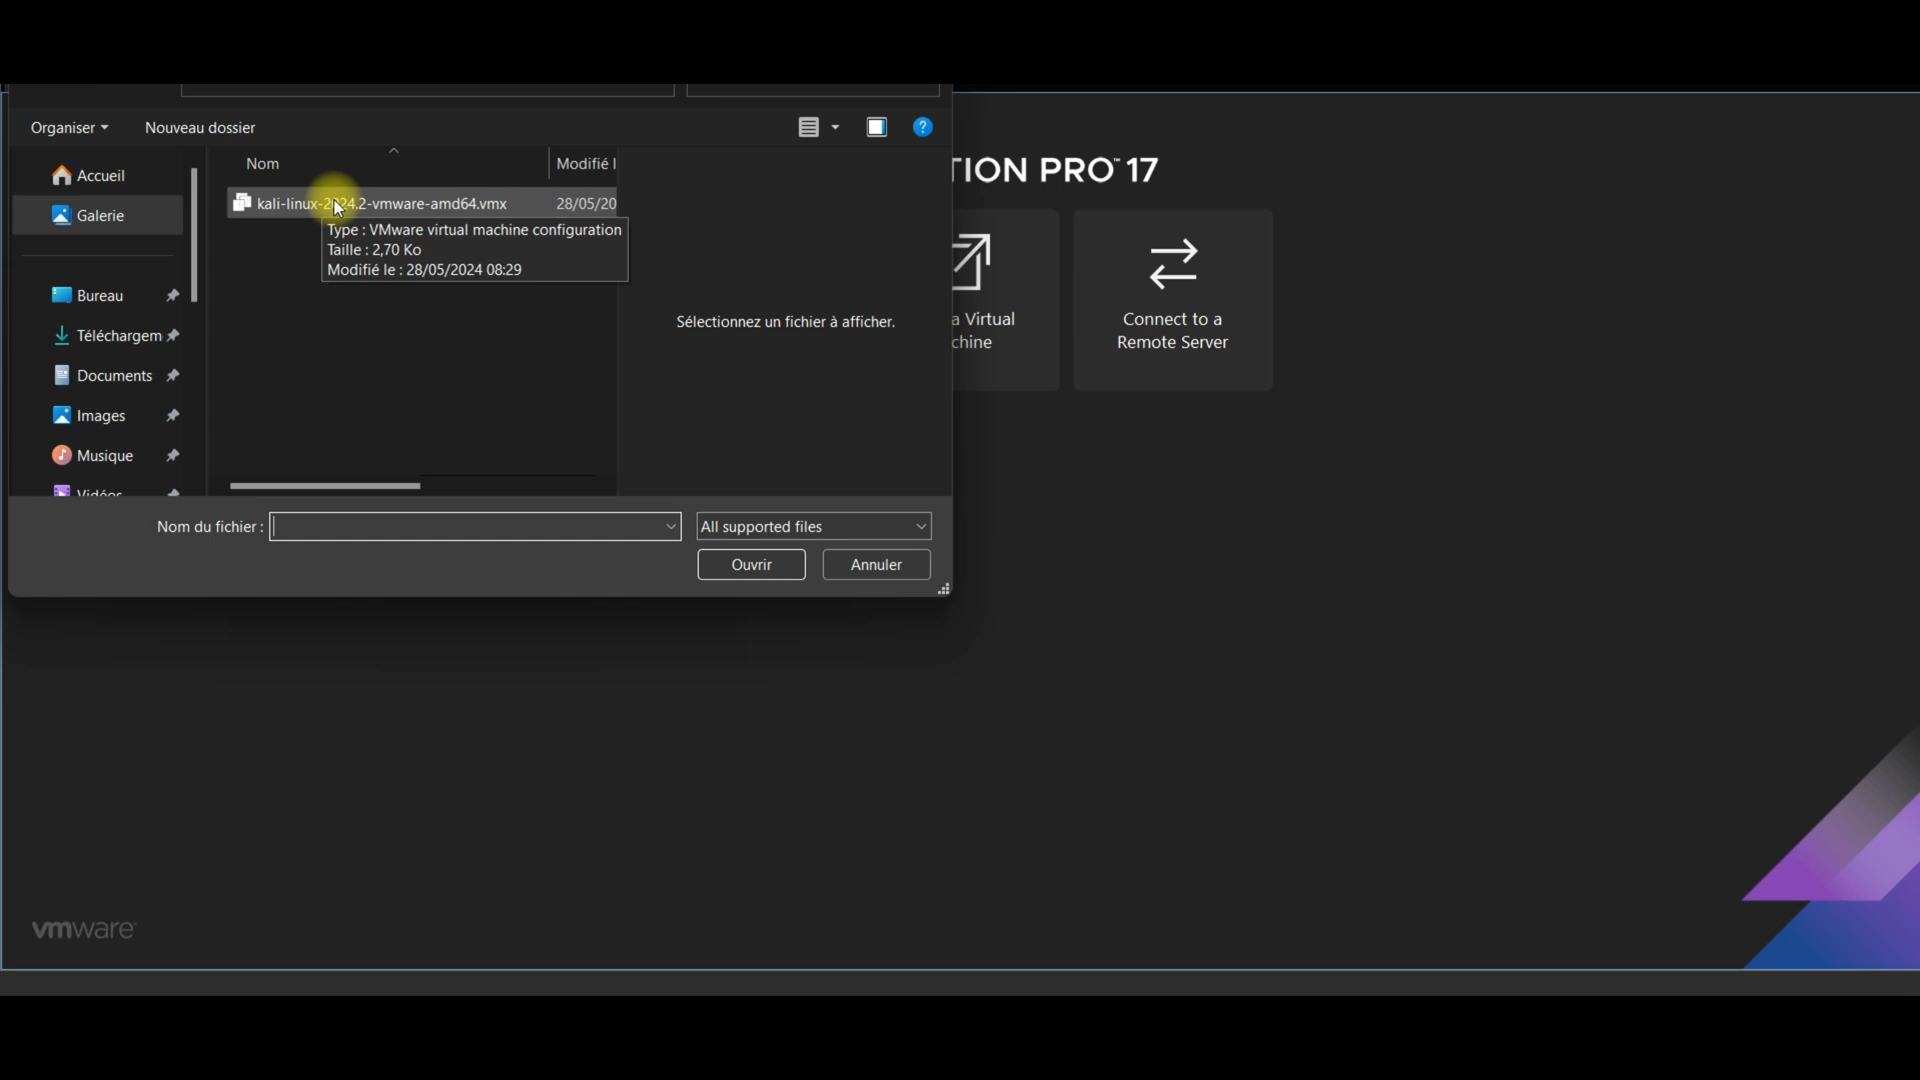 Organiser
Nouveau dossier
?
Nom
Modifié l
Accueil
Galerie
kali-linux-2024.2-vmware-amd64.vmx
28/05/20
Type : VMware virtual machine configuration
Taille : 2,70 Ko
Modifié le : 28/05/2024 08:29
Bureau
Téléchargem
Documents
Images
Musique
Vidéos
Sélectionnez un fichier à afficher.
Nom du fichier :
All supported files
Ouvrir
Annuler
TION PRO™ 17
a Virtual
chine
Connect to a
Remote Server
vmware